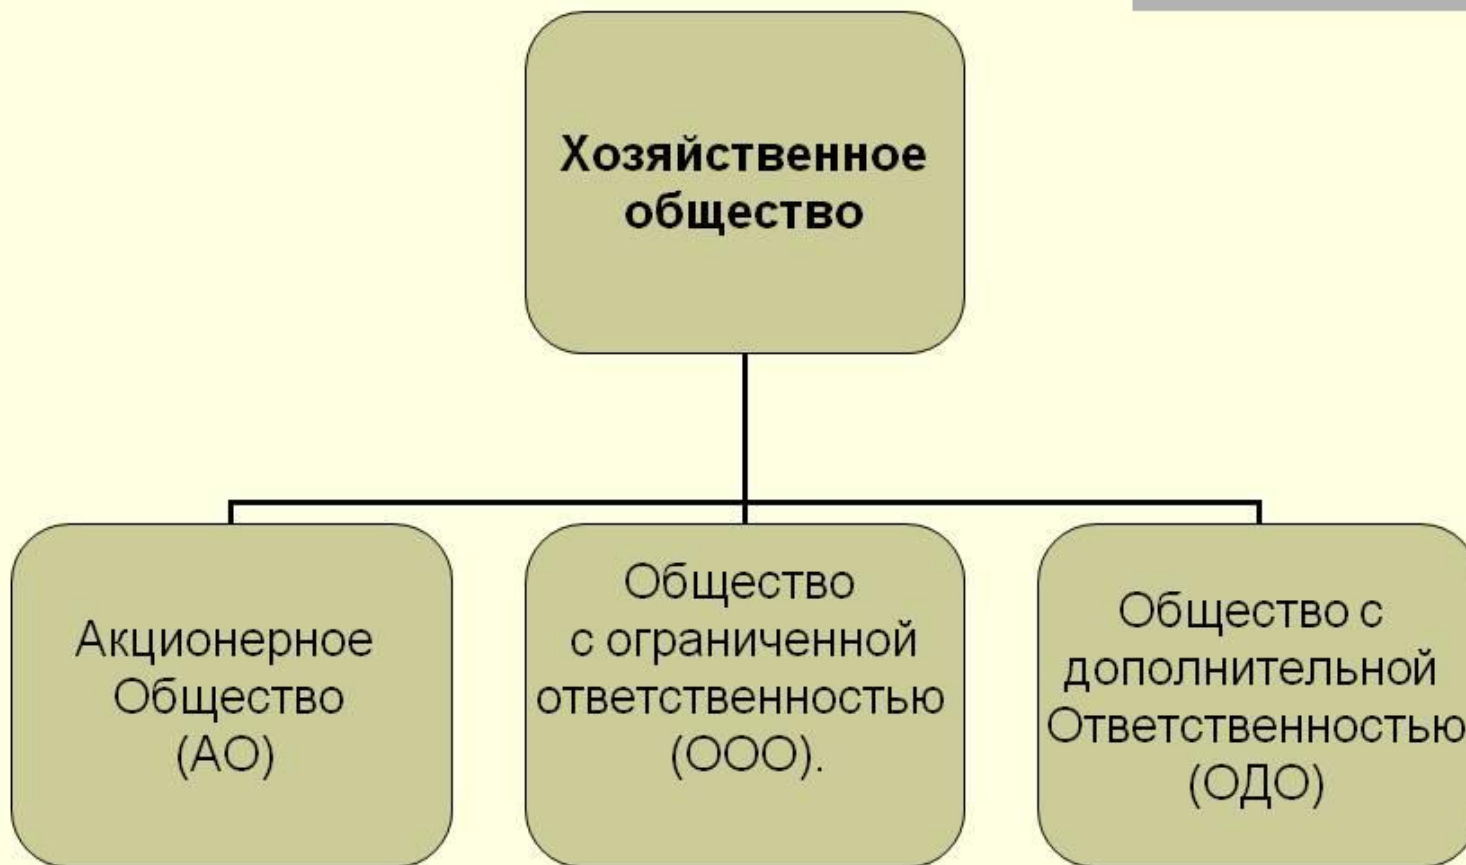 Хозяйственное
общество
Акционерное
Общество
(АО)
Общество
с ограниченной
ответственностью
(ООО).
Общество с
дополнительной
Ответственностью
(ОДО)